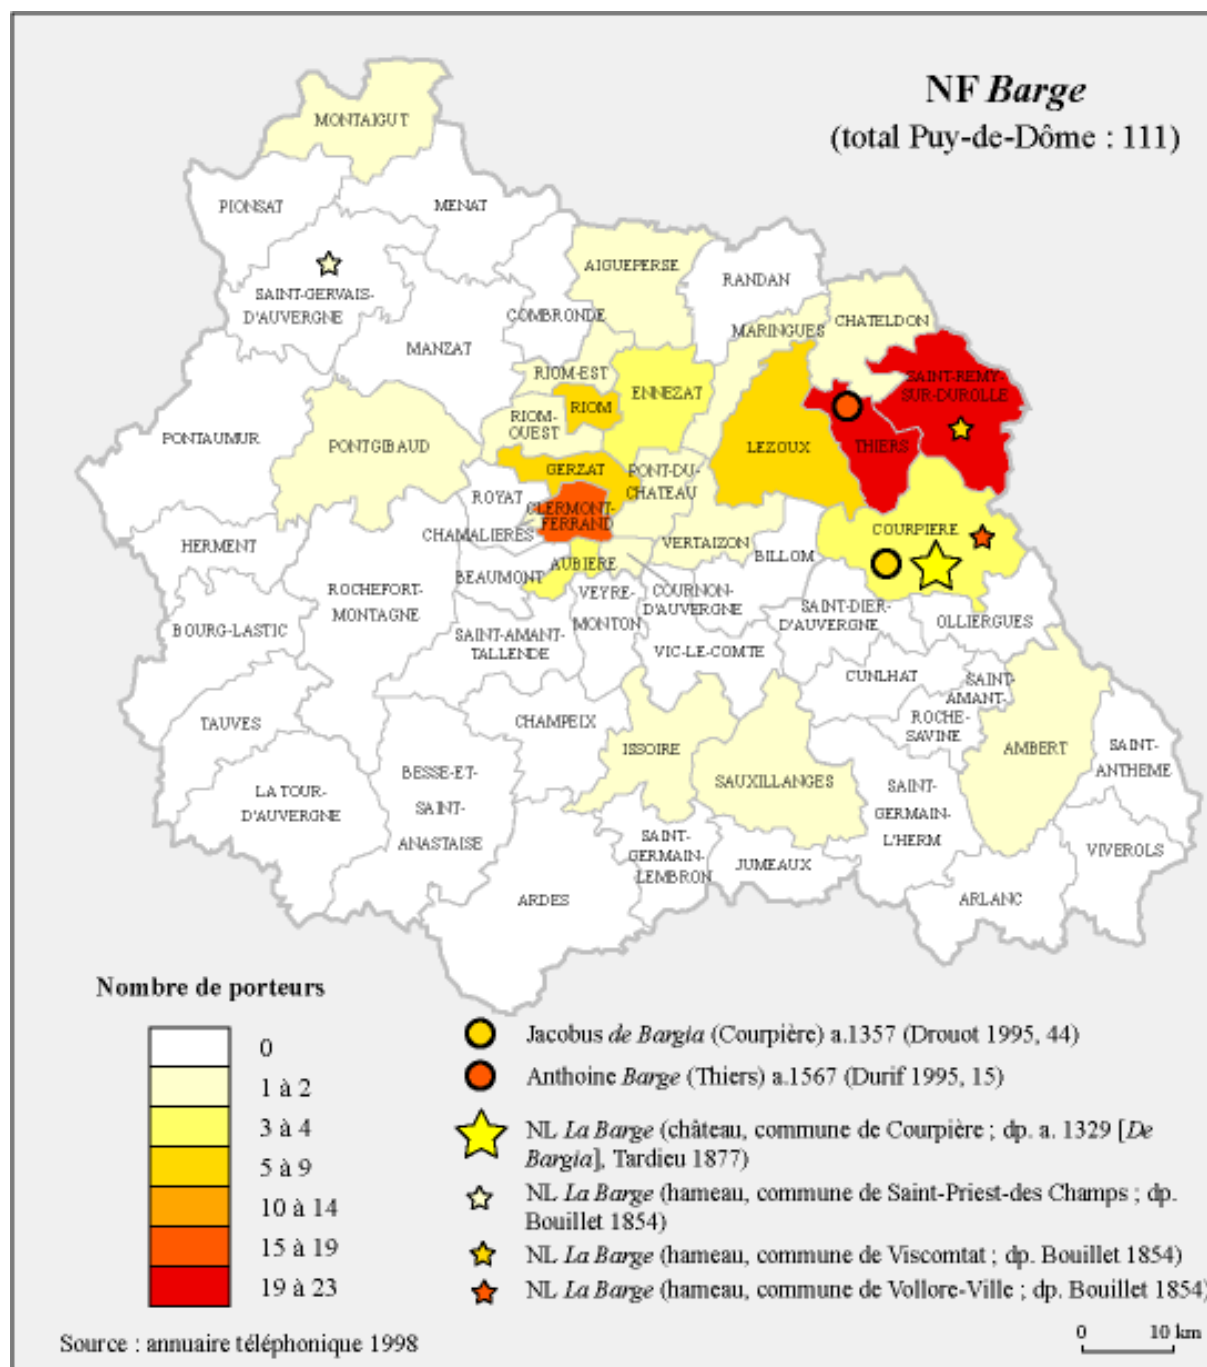 NF Barge
(total Puy-de-Dôme : 111)
MONTAIGUT
PIONSAT
MENAT
SAINT-GERVAIS-
D'AUVERGNE
AIGUEPERSE
RANDAN
COMBRONDE
MANZAT
MARINGUES
CHATELDON
RIOM-EST
ENNEZAT
SAINT-REMY-
SUR-DUROLLE
RIOM
RIOM-
OUEST
PONTAUMUR
PONTGIBAUD
LEZOUX
THIERS
GERZAT
PONT-DU-
CHATEAU
ROYAT
CLERMONT-
FERRAND
CHAMALIERES
COURPIERE
HERMENT
VERTAIZON
BILLOM
AUBIERE
BEAUMONT
ROCHEFORT-
MONTAGNE
VEYRE-
MONTON
COURNON-
D'AUVERGNE
SAINT-DIER-
D'AUVERGNE
OLLIERGUES
BOURG-LASTIC
SAINT-AMANT-
TALLENDE
VIC-LE-COMTE
CUNLHAT
SAINT-
AMANT-
ROCHE-
SAVINE
TAUVES
CHAMPEIX
ISSOIRE
AMBERT
SAINT-
ANTHEME
BESSE-ET-
SAINT-
ANASTAISE
SAUXILLANGES
LA TOUR-
D'AUVERGNE
SAINT-
GERMAIN-
L'HERM
SAINT-
GERMAIN-
LEMBRON
JUMEAUX
VIVEROLS
ARDES
ARLANC
Nombre de porteurs
0
1 à 2
3 à 4
5 à 9
10 à 14
15 à 19
19 à 23
Jacobus de Bargia (Courpière) a.1357 (Drouot 1995, 44)
Anthoine Barge (Thiers) a.1567 (Durif 1995, 15)
NL La Barge (château, commune de Courpière ; dp. a. 1329 [De
Bargia], Tardieu 1877)
NL La Barge (hameau, commune de Saint-Priest-des Champs ; dp.
Bouillet 1854)
NL La Barge (hameau, commune de Viscomtat ; dp. Bouillet 1854)
NL La Barge (hameau, commune de Vollore-Ville ; dp. Bouillet 1854)
Source : annuaire téléphonique 1998
0 10 km